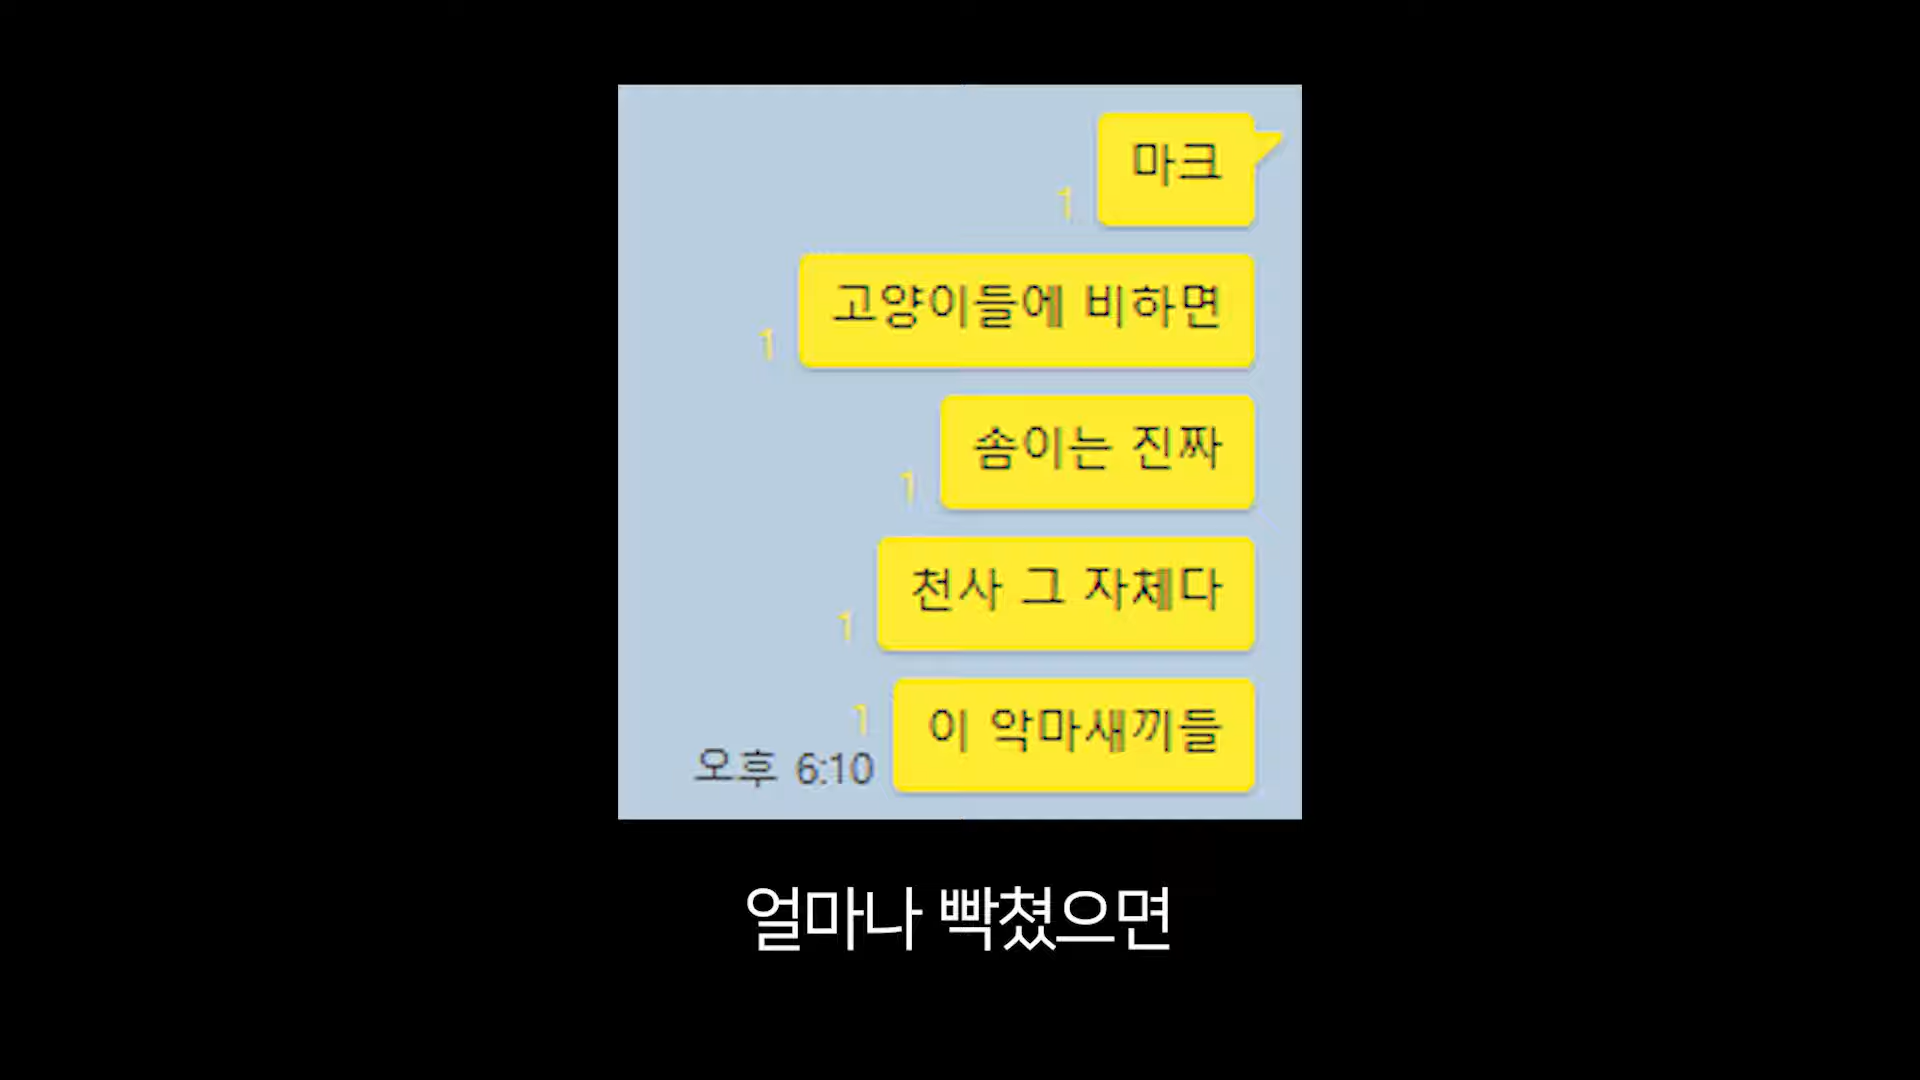 마크
1
고양이들에 비하면
1
솜이는 진짜
1
천사 그 자체다
1
이 악마새끼들
1
오후 6:10
얼마나 빡쳤으면